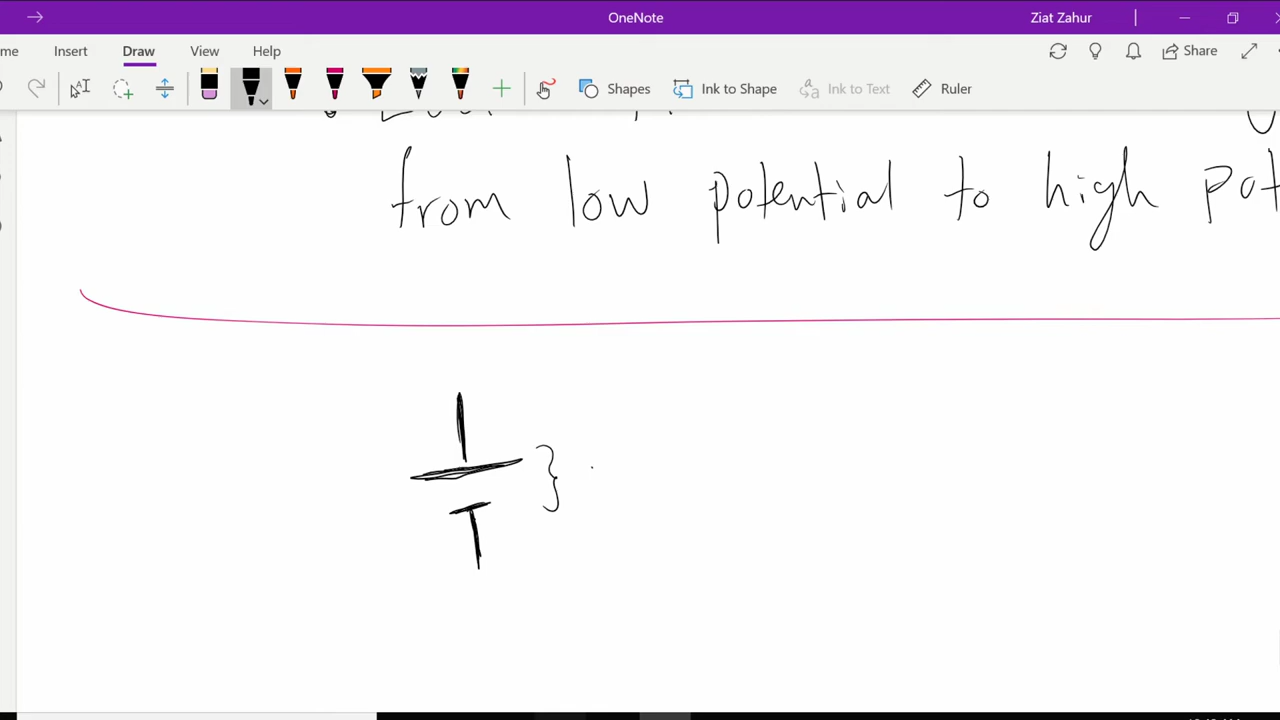 OneNote
Ziat Zahur
Insert Draw View Help
Share
Shapes
Ink to Shape
Ink to Text
Ruler
from low potential to high pot